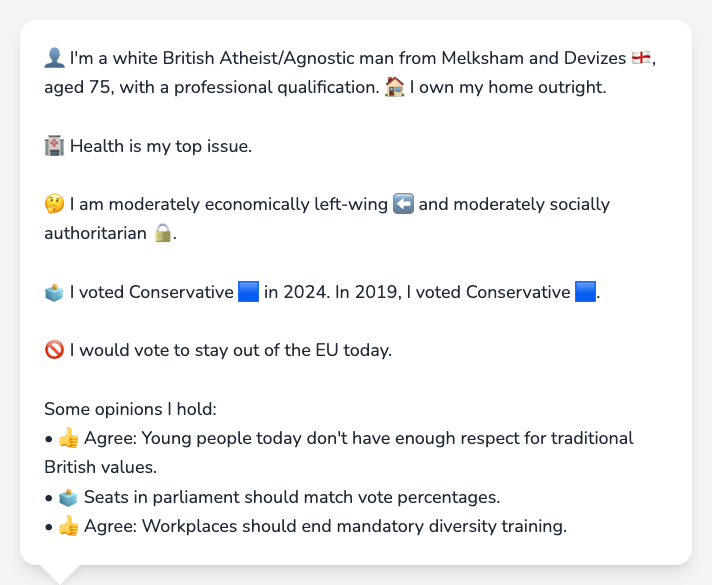 👤 I'm a white British Atheist/Agnostic man from Melksham and Devizes 🏴󠁧󠁢󠁥󠁮󠁧󠁿,
aged 75, with a professional qualification. 🏠 I own my home outright.
🏥 Health is my top issue.
🤔 I am moderately economically left-wing ⬅️ and moderately socially
authoritarian 🔒.
🗳️ I voted Conservative 🟦 in 2024. In 2019, I voted Conservative 🟦.
🚫 I would vote to stay out of the EU today.
Some opinions I hold:
• 👍 Agree: Young people today don't have enough respect for traditional
British values.
• 🗳️ Seats in parliament should match vote percentages.
• 👍 Agree: Workplaces should end mandatory diversity training.